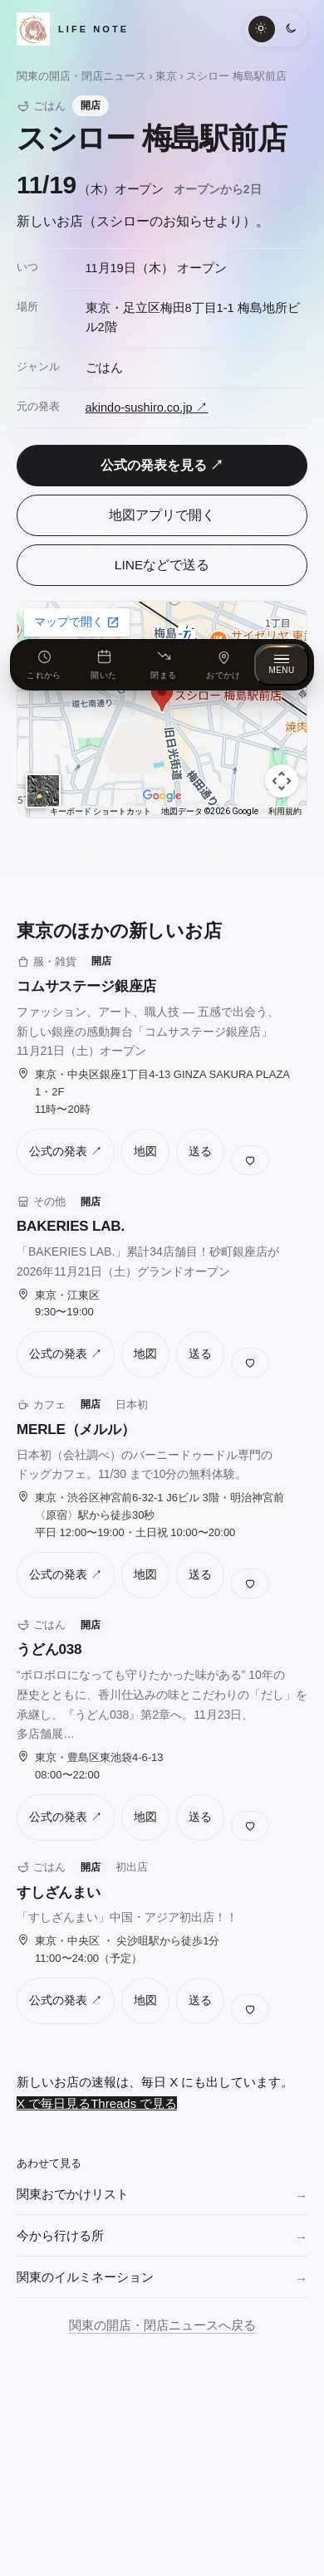 LIFE NOTE
関東の開店・閉店ニュース › 東京 › スシロー 梅島駅前店
ごはん 開店
スシロー 梅島駅前店
11/19（木）オープン オープンから2日
新しいお店（スシローのお知らせより）。
いつ 11月19日（木） オープン
場所 東京・足立区梅田8丁目1-1 梅島地所ビ
ル2階
ジャンル ごはん
元の発表 akindo-sushiro.co.jp ↗
公式の発表を見る ↗
地図アプリで開く
LINEなどで送る
マップで開く
1丁目
梅島
サイゼリヤ 東
これから 開いた 閉まる おでかけ MENU
環七南通り
スシロー 梅島駅前店
焼肉
旧日光街道
梅田通り
Google
キーボード ショートカット 地図データ ©2026 Google 利用規約
東京のほかの新しいお店
服・雑貨 開店
コムサステージ銀座店
ファッション、アート、職人技 — 五感で出会う、
新しい銀座の感動舞台「コムサステージ銀座店」
11月21日（土）オープン
東京・中央区銀座1丁目4-13 GINZA SAKURA PLAZA
1・2F
11時〜20時
公式の発表 ↗ 地図 送る
その他 開店
BAKERIES LAB.
「BAKERIES LAB.」累計34店舗目！砂町銀座店が
2026年11月21日（土）グランドオープン
東京・江東区
9:30〜19:00
公式の発表 ↗ 地図 送る
カフェ 開店 日本初
MERLE（メルル）
日本初（会社調べ）のバーニードゥードル専門の
ドッグカフェ。11/30 まで10分の無料体験。
東京・渋谷区神宮前6-32-1 J6ビル 3階・明治神宮前
〈原宿〉駅から徒歩30秒
平日 12:00〜19:00・土日祝 10:00〜20:00
公式の発表 ↗ 地図 送る
ごはん 開店
うどん038
“ボロボロになっても守りたかった味がある” 10年の
歴史とともに、香川仕込みの味とこだわりの「だし」を
承継し、『うどん038』第2章へ。11月23日、
多店舗展…
東京・豊島区東池袋4-6-13
08:00〜22:00
公式の発表 ↗ 地図 送る
ごはん 開店 初出店
すしざんまい
「すしざんまい」中国・アジア初出店！！
東京・中央区 ・ 尖沙咀駅から徒歩1分
11:00〜24:00（予定）
公式の発表 ↗ 地図 送る
新しいお店の速報は、毎日 X にも出しています。
X で毎日見るThreads で見る
あわせて見る
関東おでかけリスト →
今から行ける所 →
関東のイルミネーション →
関東の開店・閉店ニュースへ戻る